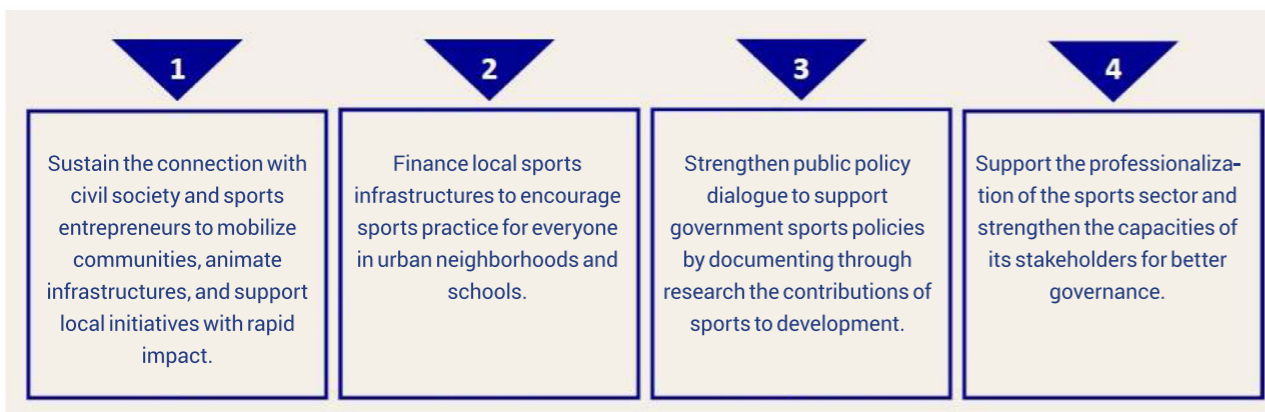 1
Sustain the connection with
civil society and sports
entrepreneurs to mobilize
communities, animate
infrastructures, and support
local initiatives with rapid
impact.
2
Finance local sports
infrastructures to encourage
sports practice for everyone
in urban neighborhoods and
schools.
3
Strengthen public policy
dialogue to support
government sports policies
by documenting through
research the contributions of
sports to development.
4
Support the professionaliza-
tion of the sports sector and
strengthen the capacities of
its stakeholders for better
governance.